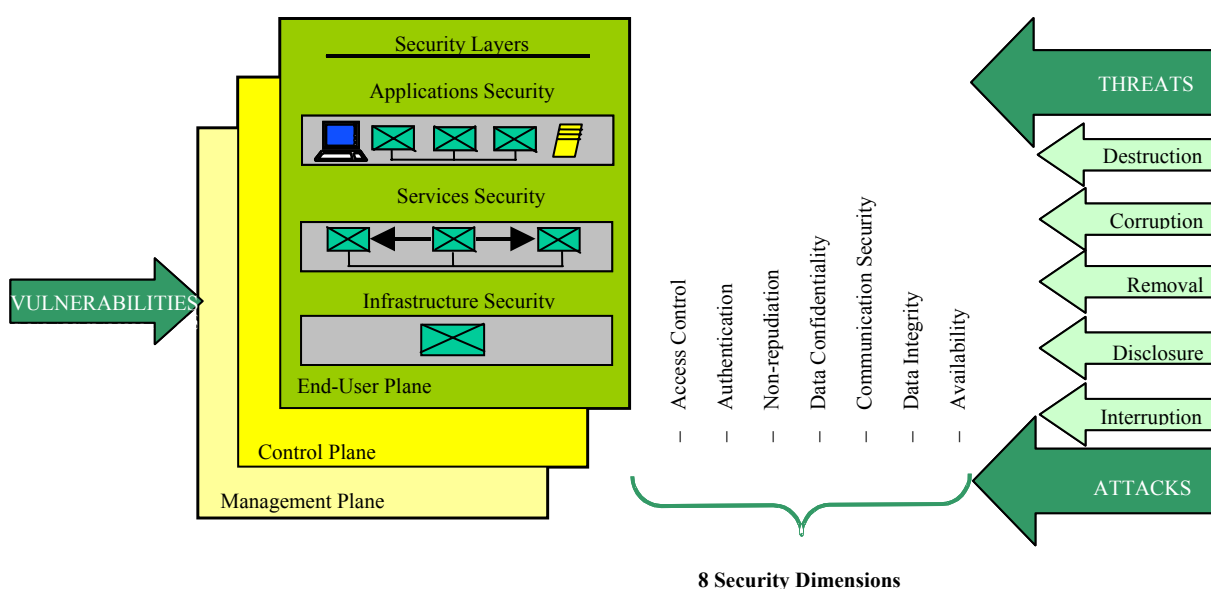 Security Layers
Applications Security
Services Security
Infrastructure Security
End-User Plane
Control Plane
Management Plane
VULNERABILITIES
– Access Control
– Authentication
– Non-repudiation
– Data Confidentiality
– Communication Security
– Data Integrity
– Availability
8 Security Dimensions
THREATS
Destruction
Corruption
Removal
Disclosure
Interruption
ATTACKS